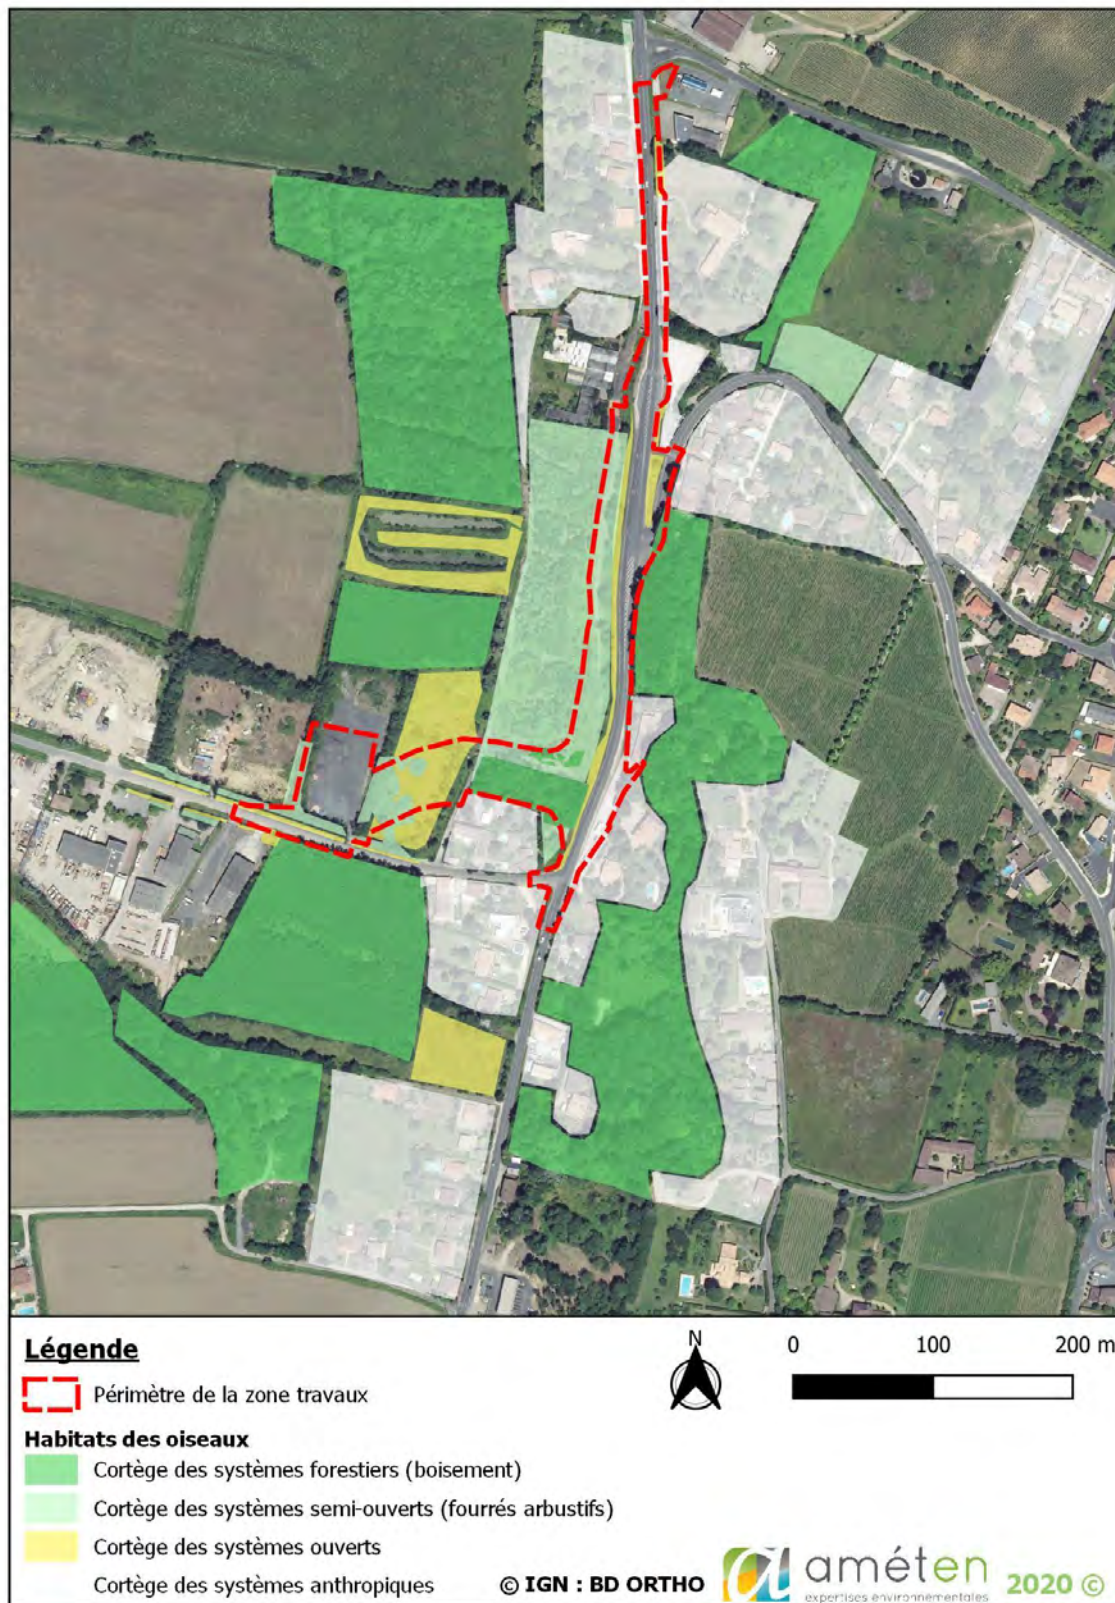 Légende
Périmètre de la zone travaux
Habitats des oiseaux
Cortège des systèmes forestiers (boisement)
Cortège des systèmes semi-ouverts (fourrés arbustifs)
Cortège des systèmes ouverts
Cortège des systèmes anthropiques
N
0 100 200 m
© IGN : BD ORTHO
a améten
expertises environnementales
2020 ©